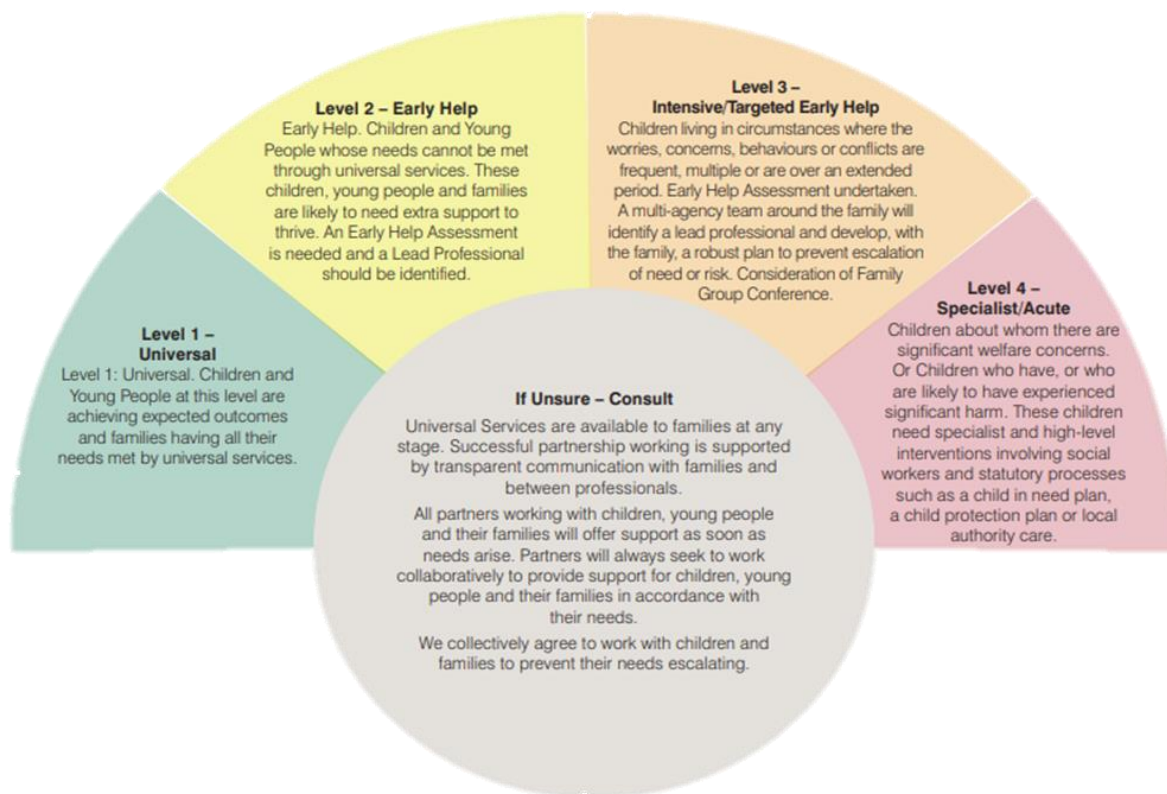 Level 1 –
Universal
Level 1: Universal. Children and
Young People at this level are
achieving expected outcomes
and families having all their
needs met by universal services.
Level 2 – Early Help
Early Help. Children and Young
People whose needs cannot be met
through universal services. These
children, young people and families
are likely to need extra support to
thrive. An Early Help Assessment
is needed and a Lead Professional
should be identified.
Level 3 –
Intensive/Targeted Early Help
Children living in circumstances where the
worries, concerns, behaviours or conflicts are
frequent, multiple or are over an extended
period. Early Help Assessment undertaken.
A multi-agency team around the family will
identify a lead professional and develop, with
the family, a robust plan to prevent escalation
of need or risk. Consideration of Family
Group Conference.
Level 4 –
Specialist/Acute
Children about whom there are
significant welfare concerns.
Or Children who have, or who
are likely to have experienced
significant harm. These children
need specialist and high-level
interventions involving social
workers and statutory processes
such as a child in need plan,
a child protection plan or local
authority care.
If Unsure – Consult
Universal Services are available to families at any
stage. Successful partnership working is supported
by transparent communication with families and
between professionals.
All partners working with children, young people
and their families will offer support as soon as
needs arise. Partners will always seek to work
collaboratively to provide support for children, young
people and their families in accordance with
their needs.
We collectively agree to work with children and
families to prevent their needs escalating.